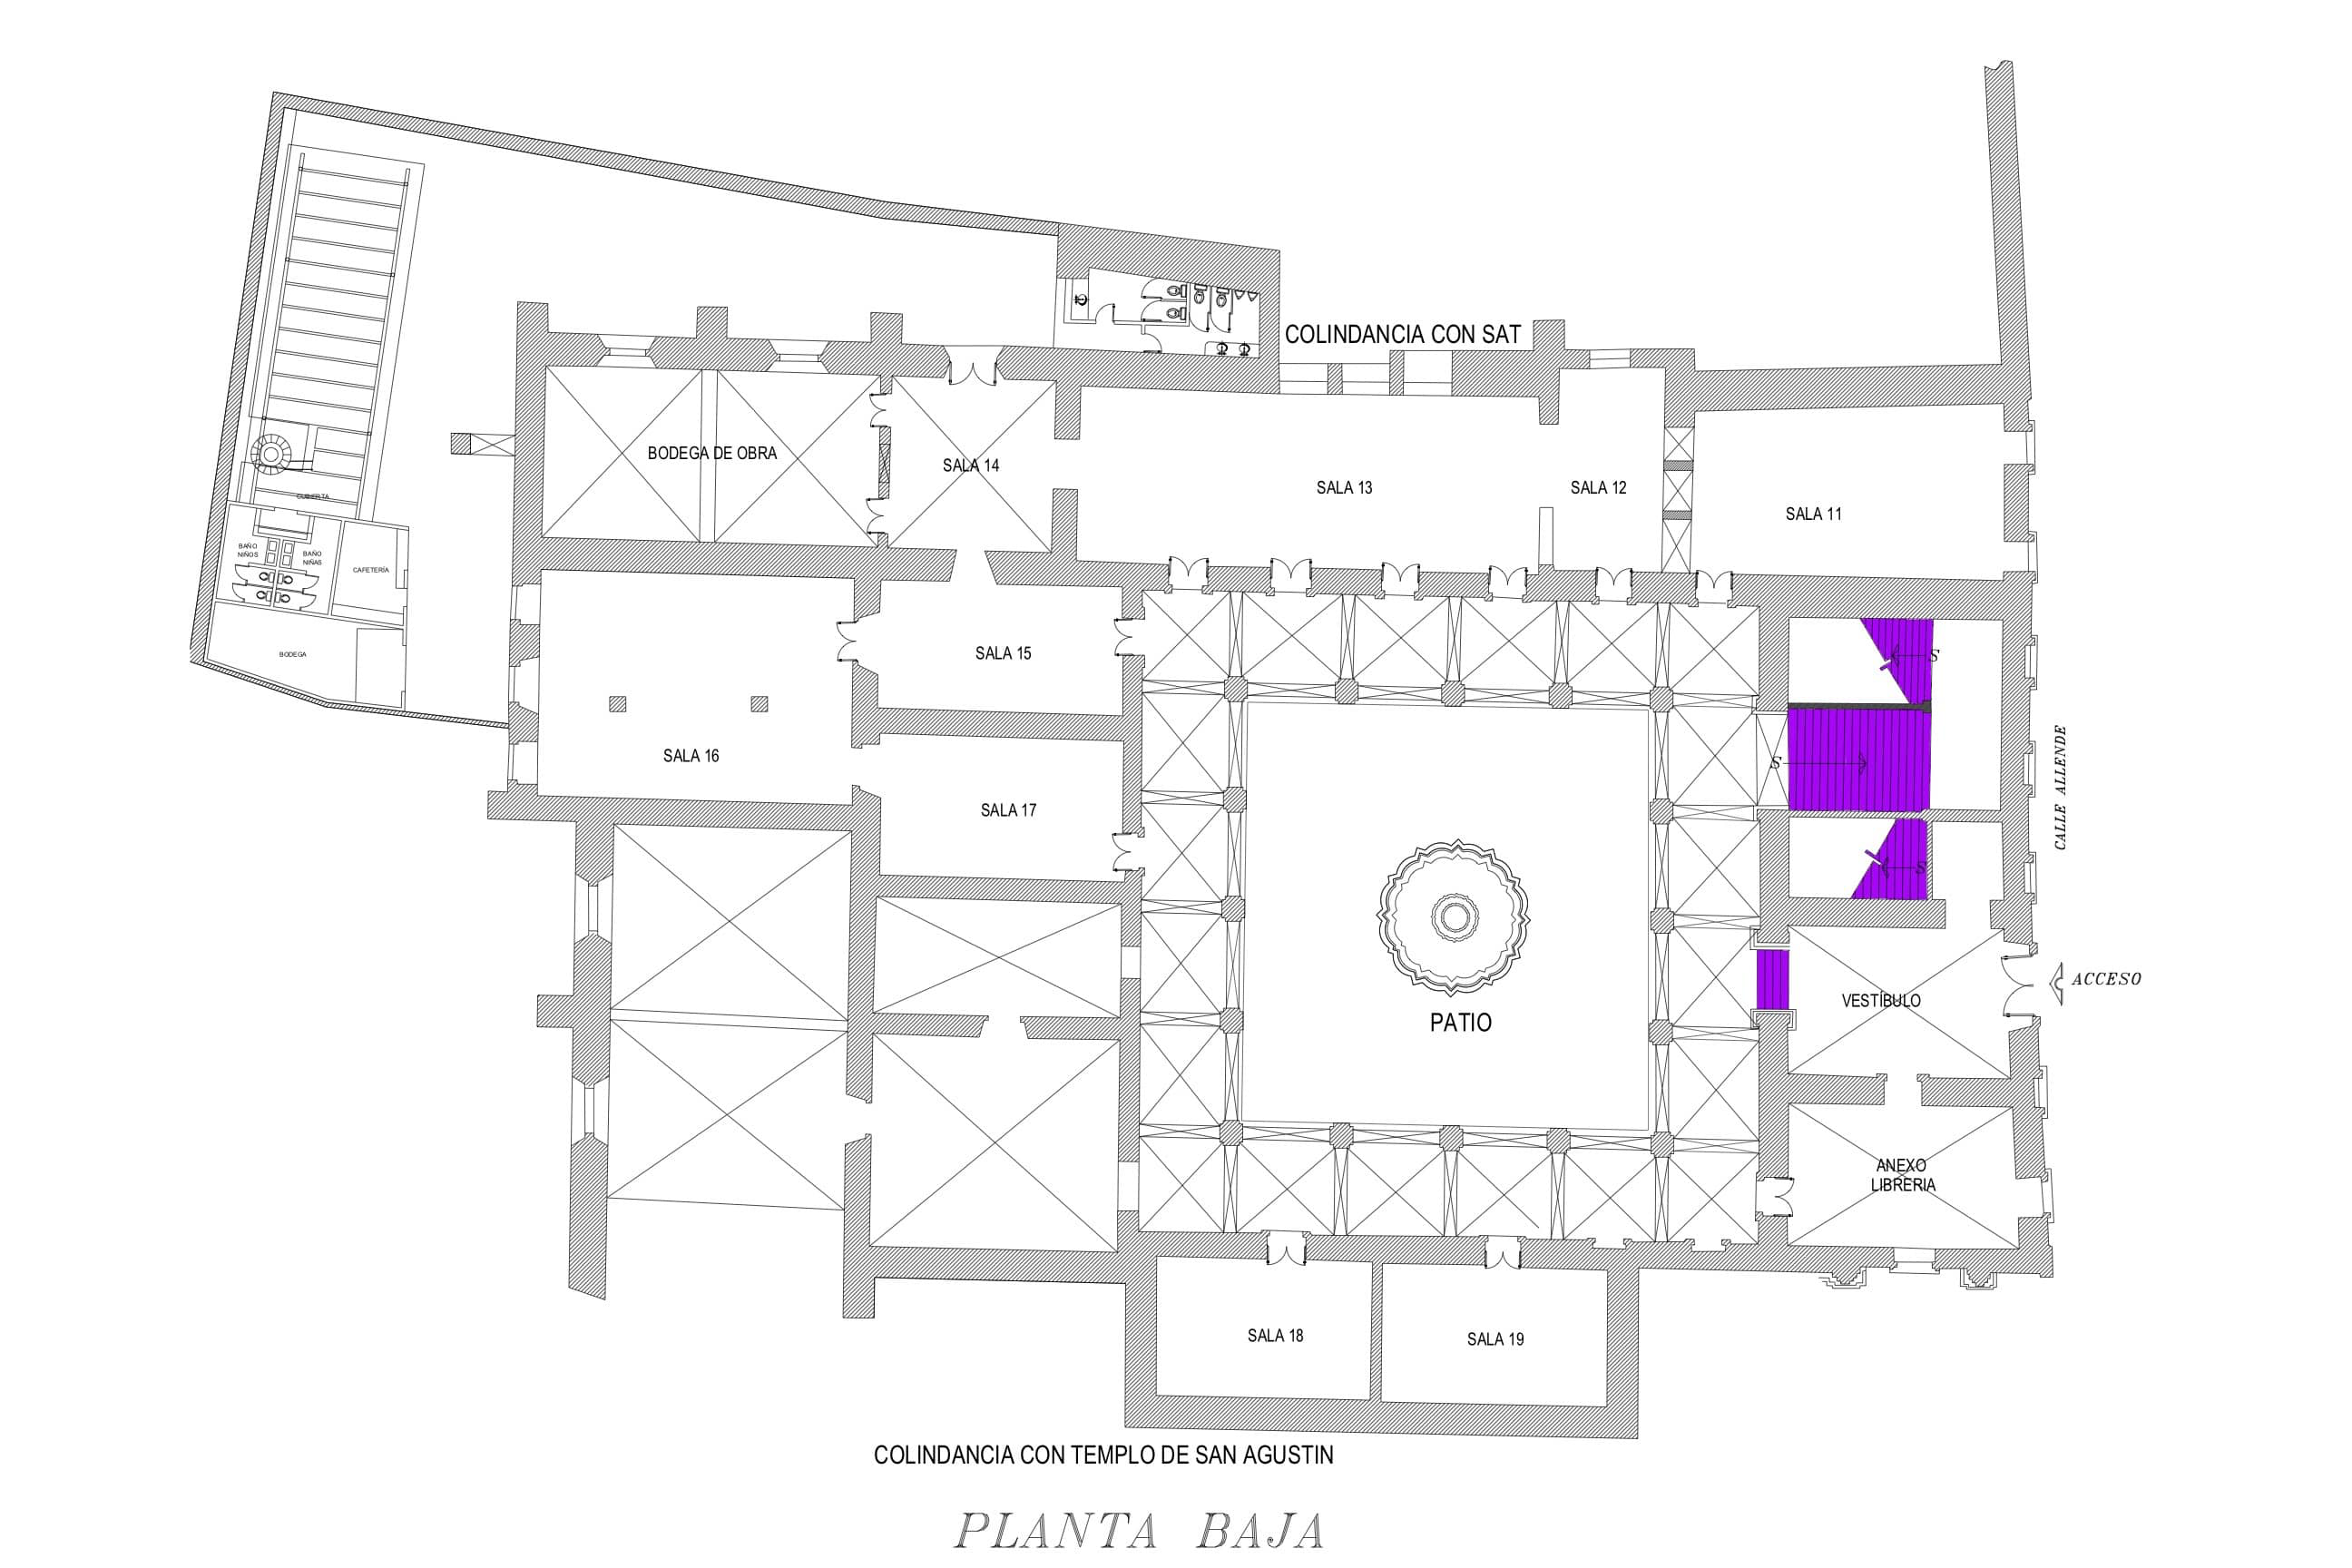 COLINDANCIA CON SAT
BODEGA DE OBRA
SALA 14
SALA 13
SALA 12
SALA 11
CUBIERTA
BAÑO
NIÑOS
BAÑO
NIÑAS
CAFETERÍA
BODEGA
SALA 15
S
SALA 16
S
CALLE ALLENDE
SALA 17
S
ACCESO
VESTÍBULO
PATIO
ANEXO
LIBRERIA
SALA 18
SALA 19
COLINDANCIA CON TEMPLO DE SAN AGUSTIN
PLANTA BAJA